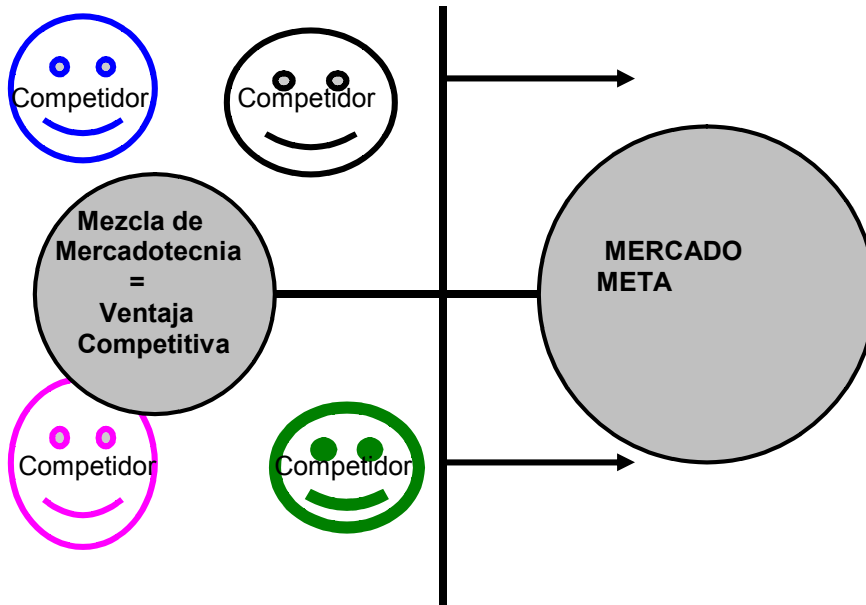 Competidor
Competidor
Mezcla de
Mercadotecnia
=
Ventaja
Competitiva
MERCADO
META
Competidor
Competidor